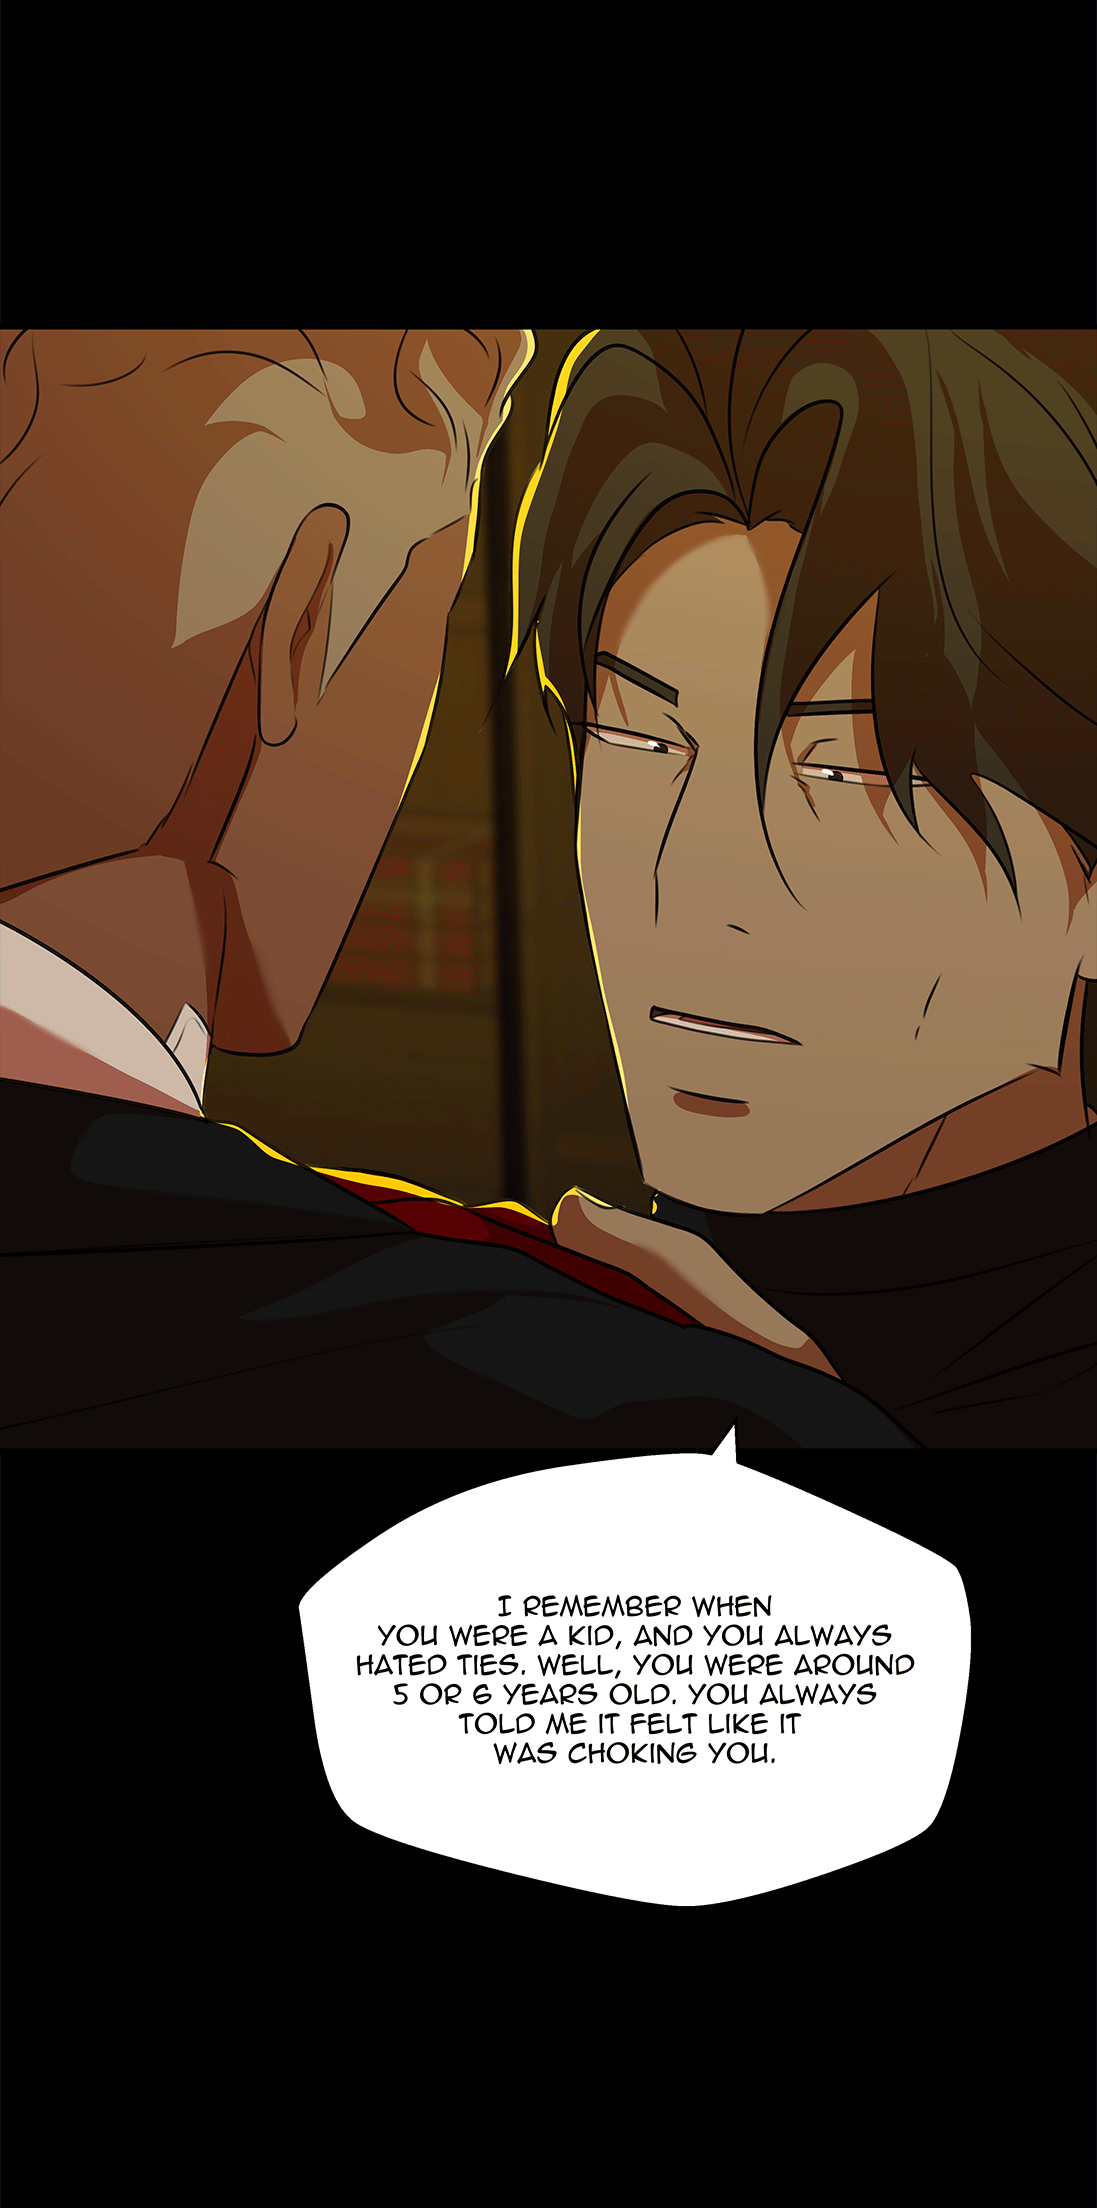 I REMEMBER WHEN
YOU WERE A KID, AND YOU ALWAYS
HATED TIES. WELL, YOU WERE AROUND
5 OR 6 YEARS OLD. YOU ALWAYS
TOLD ME IT FELT LIKE IT
WAS CHOKING YOU.